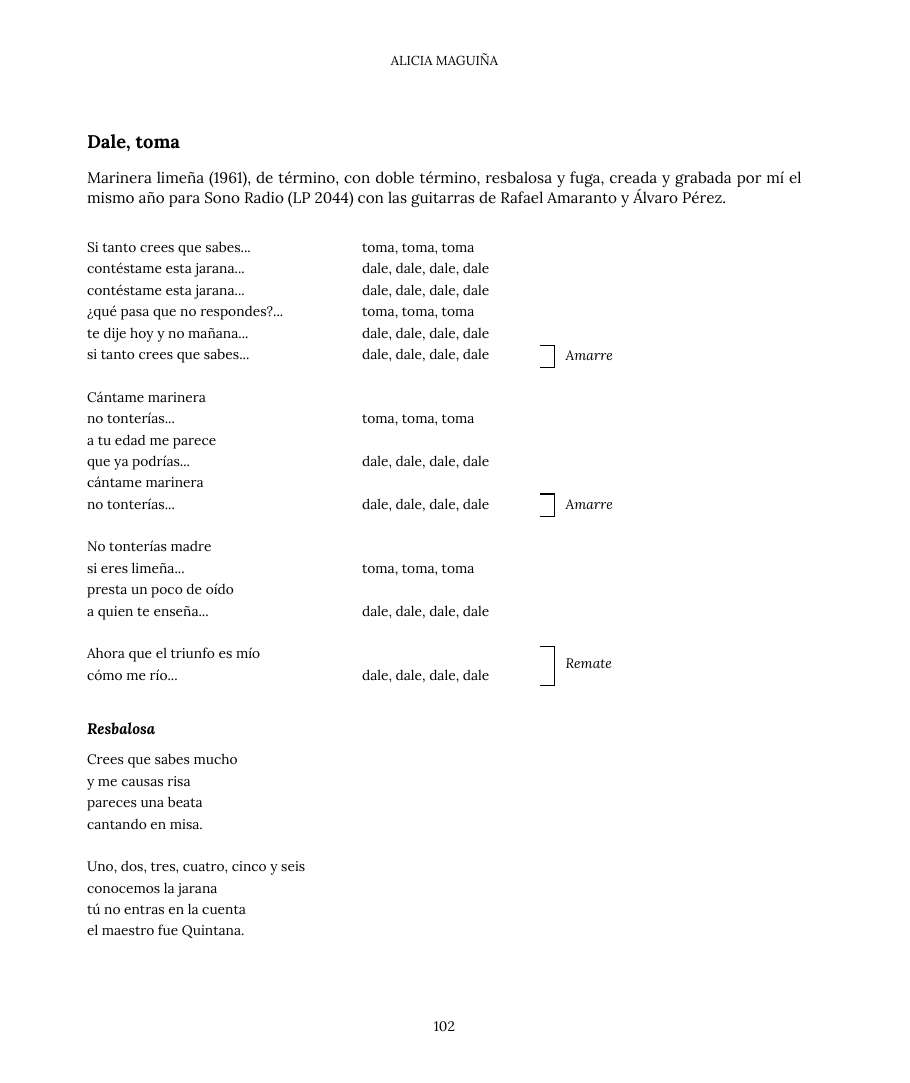 ALICIA MAGUIÑA
Dale, toma
Marinera limeña (1961), de término, con doble término, resbalosa y fuga, creada y grabada por mí el
mismo año para Sono Radio (LP 2044) con las guitarras de Rafael Amaranto y Álvaro Pérez.
Si tanto crees que sabes... toma, toma, toma
contéstame esta jarana... dale, dale, dale, dale
contéstame esta jarana... dale, dale, dale, dale
¿qué pasa que no respondes?... toma, toma, toma
te dije hoy y no mañana... dale, dale, dale, dale
si tanto crees que sabes... dale, dale, dale, dale Amarre
Cántame marinera
no tonterías... toma, toma, toma
a tu edad me parece
que ya podrías... dale, dale, dale, dale
cántame marinera
no tonterías... dale, dale, dale, dale Amarre
No tonterías madre
si eres limeña... toma, toma, toma
presta un poco de oído
a quien te enseña... dale, dale, dale, dale
Ahora que el triunfo es mío
cómo me río... dale, dale, dale, dale Remate
Resbalosa
Crees que sabes mucho
y me causas risa
pareces una beata
cantando en misa.
Uno, dos, tres, cuatro, cinco y seis
conocemos la jarana
tú no entras en la cuenta
el maestro fue Quintana.
102